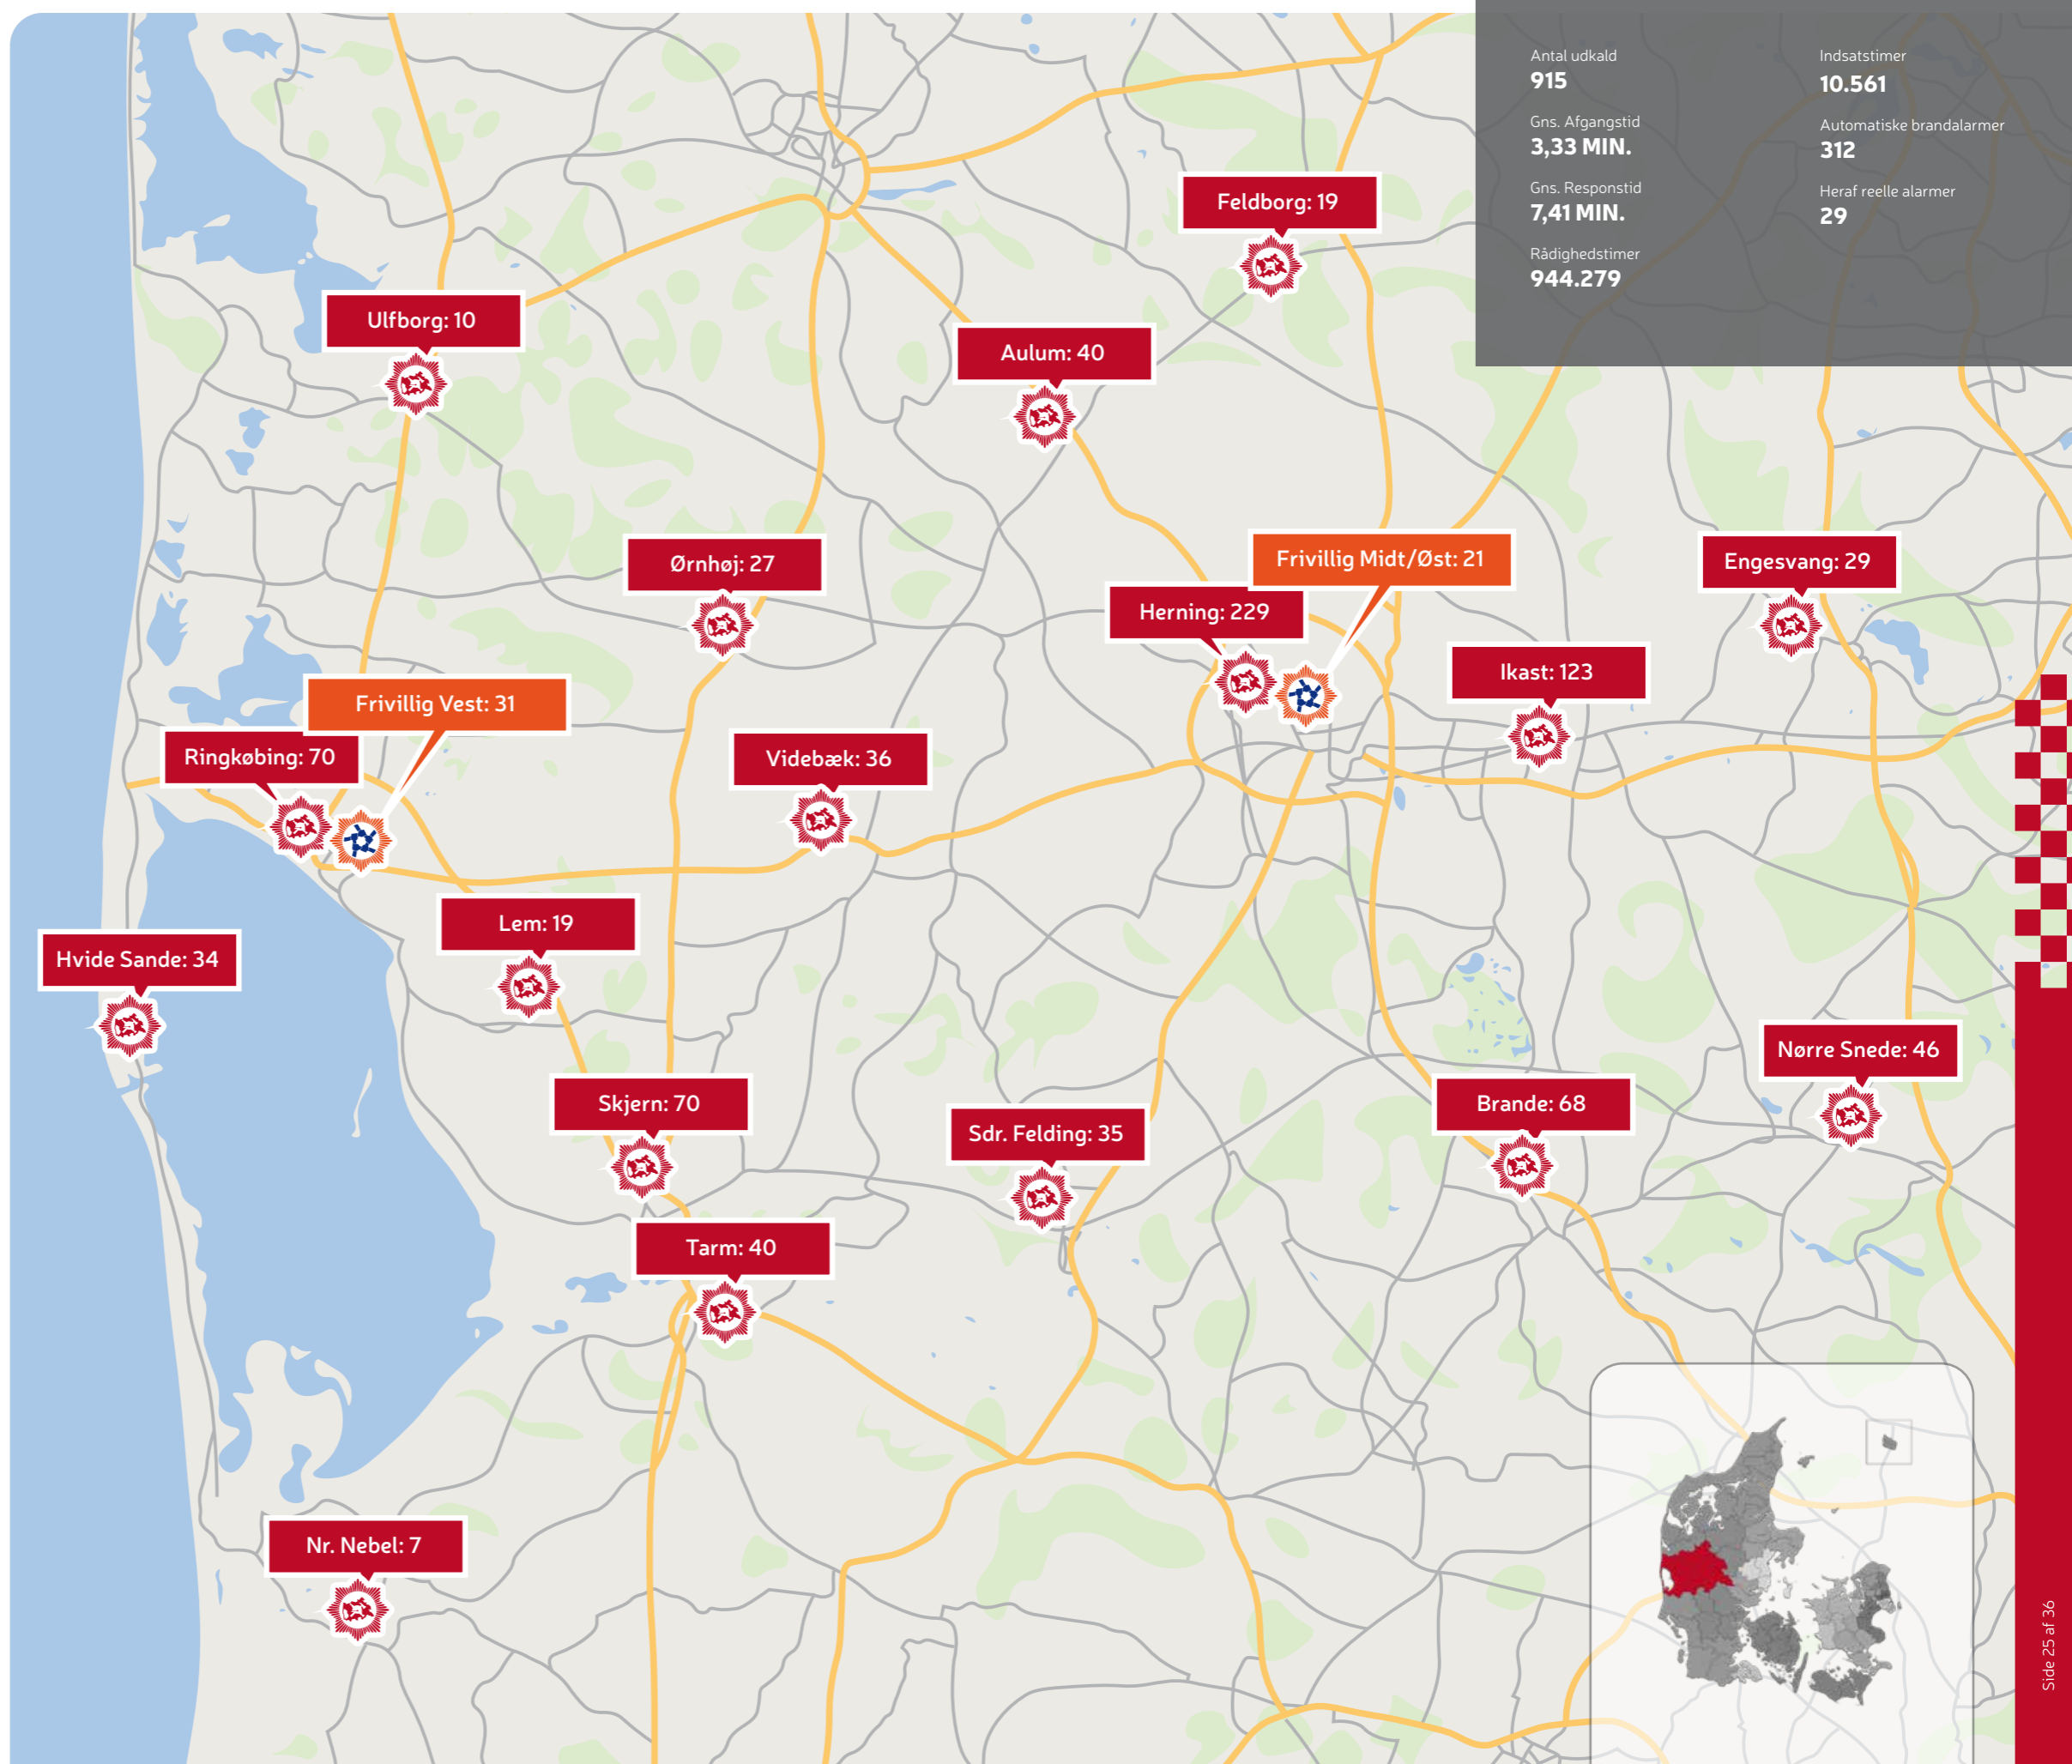 Antal udkald
915
Gns. Afgangstid
3,33 MIN.
Gns. Responstid
7,41 MIN.
Rådighedstimer
944.279
Indsatstimer
10.561
Automatiske brandalarmer
312
Heraf reelle alarmer
29
Feldborg: 19
Ulfborg: 10
Aulum: 40
Ørnhøj: 27
Frivillig Midt/Øst: 21
Engesvang: 29
Herning: 229
Ikast: 123
Frivillig Vest: 31
Ringkøbing: 70
Videbæk: 36
Lem: 19
Hvide Sande: 34
Nørre Snede: 46
Skjern: 70
Brande: 68
Sdr. Felding: 35
Tarm: 40
Nr. Nebel: 7
Side 25 af 36